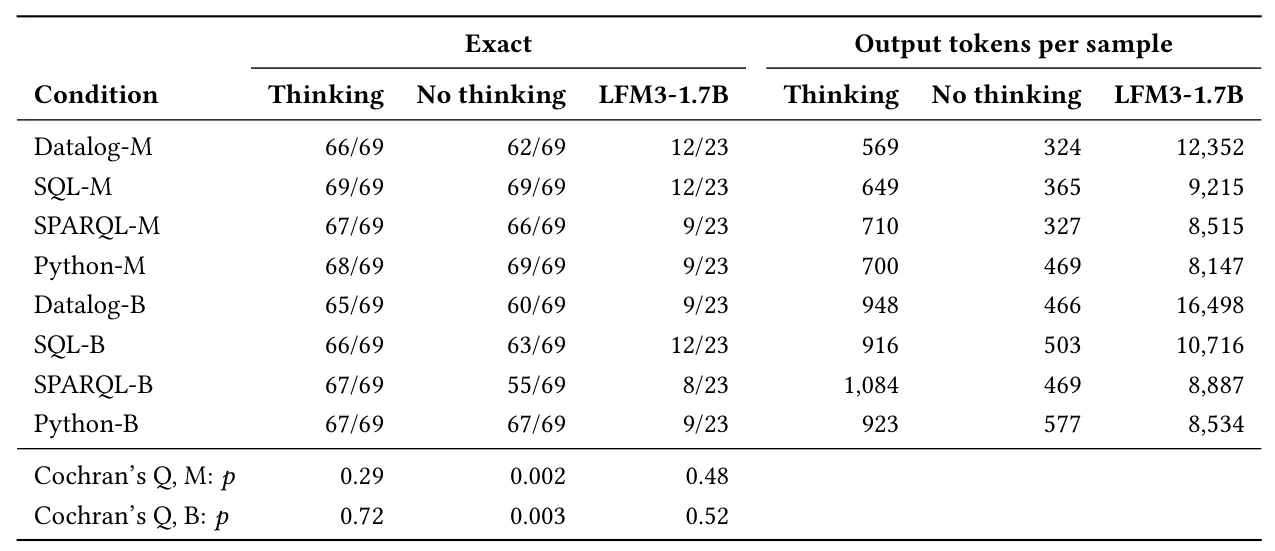 Exact Output tokens per sample
Condition Thinking No thinking LFM3-1.7B Thinking No thinking LFM3-1.7B
Datalog-M 66/69 62/69 12/23 569 324 12,352
SQL-M 69/69 69/69 12/23 649 365 9,215
SPARQL-M 67/69 66/69 9/23 710 327 8,515
Python-M 68/69 69/69 9/23 700 469 8,147
Datalog-B 65/69 60/69 9/23 948 466 16,498
SQL-B 66/69 63/69 12/23 916 503 10,716
SPARQL-B 67/69 55/69 8/23 1,084 469 8,887
Python-B 67/69 67/69 9/23 923 577 8,534
Cochran’s Q, M: p 0.29 0.002 0.48
Cochran’s Q, B: p 0.72 0.003 0.52